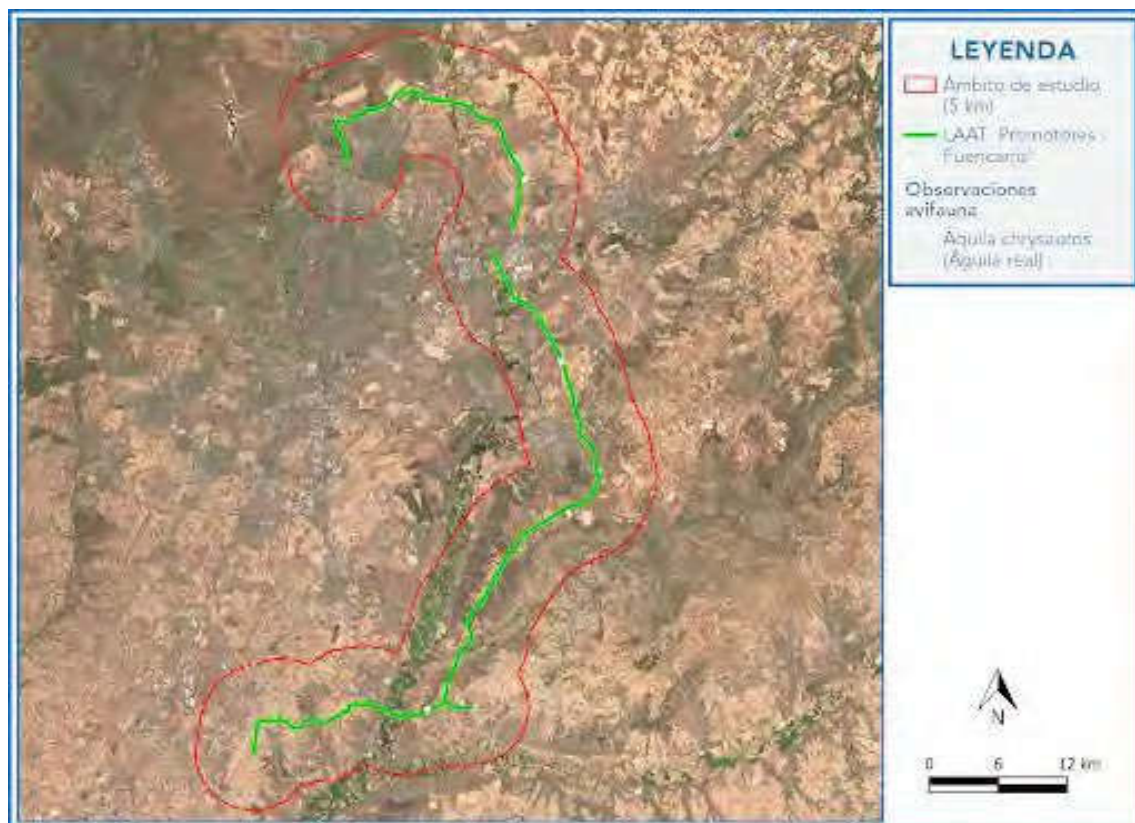 LEYENDA
Ámbito de estudio
(5 km)
LAAT Promotores -
Fuencarral
Observaciones
avifauna
Aquila chrysaetos
(Águila real)
N
0 6 12 km